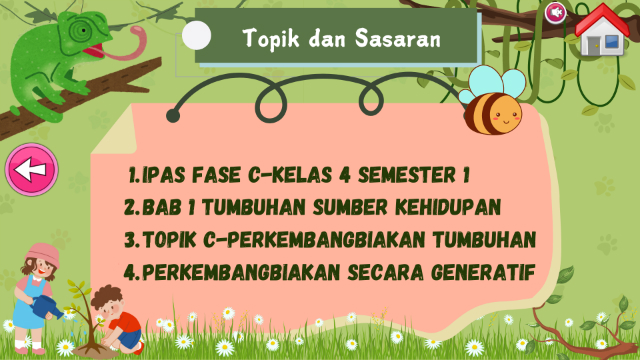 Topik dan Sasaran
1. IPAS FASE C-KELAS 4 SEMESTER 1
2. BAB 1 TUMBUHAN SUMBER KEHIDUPAN
3. TOPIK C-PERKEMBANGBIAKAN TUMBUHAN
4. PERKEMBANGBIAKAN SECARA GENERATIF